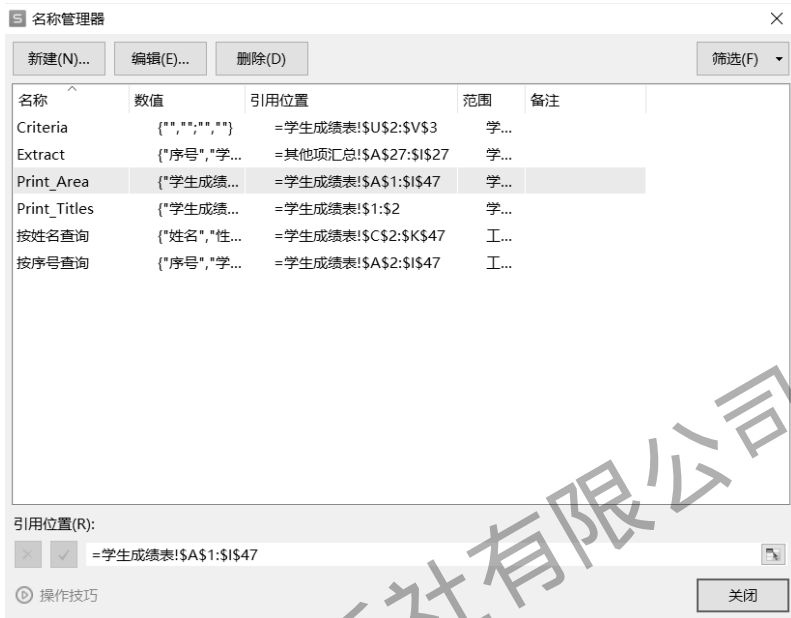 S 名称管理器
新建(N)... 编辑(E)... 删除(D) 筛选(F)
名称 数值 引用位置 范围 备注
Criteria {"","";"",""} =学生成绩表!$U$2:$V$3 学...
Extract {"序号","学... =其他项汇总!$A$27:$I$27 学...
Print_Area {"学生成绩... =学生成绩表!$A$1:$I$47 学...
Print_Titles {"学生成绩... =学生成绩表!$1:$2 学...
按姓名查询 {"姓名","性... =学生成绩表!$C$2:$K$47 工...
按序号查询 {"序号","学... =学生成绩表!$A$2:$I$47 工...
引用位置(R):
=学生成绩表!$A$1:$I$47
操作技巧 关闭
社有限公司